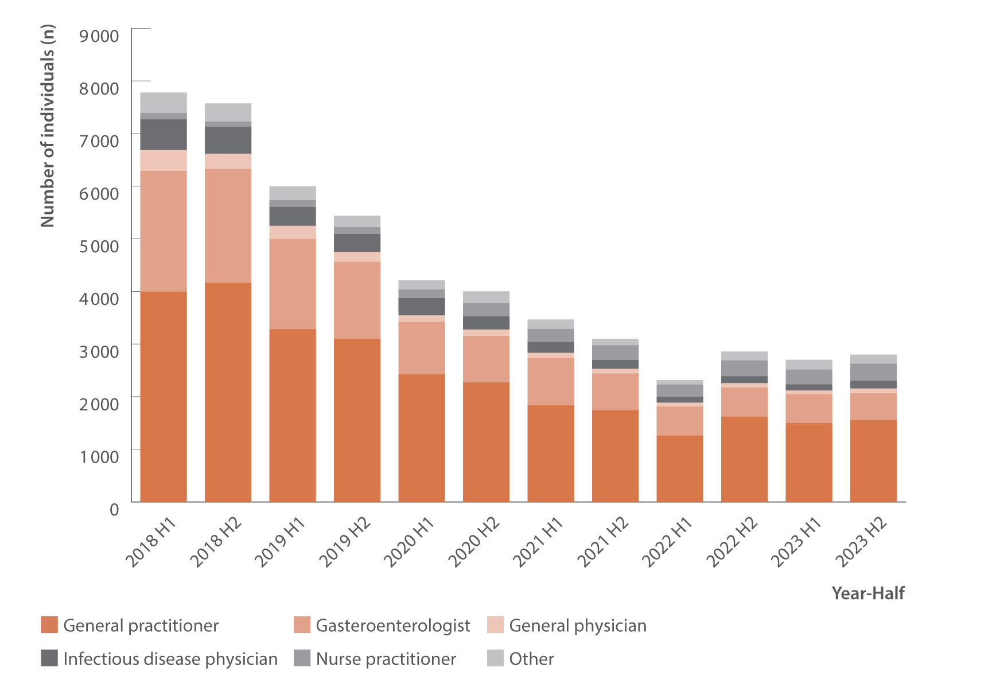 Number of individuals (n)
9 000
8 000
7 000
6 000
5 000
4 000
3 000
2 000
1 000
0
2018 H1
2018 H2
2019 H1
2019 H2
2020 H1
2020 H2
2021 H1
2021 H2
2022 H1
2022 H2
2023 H1
2023 H2
Year-Half
General practitioner
Gasteroenterologist
General physician
Infectious disease physician
Nurse practitioner
Other